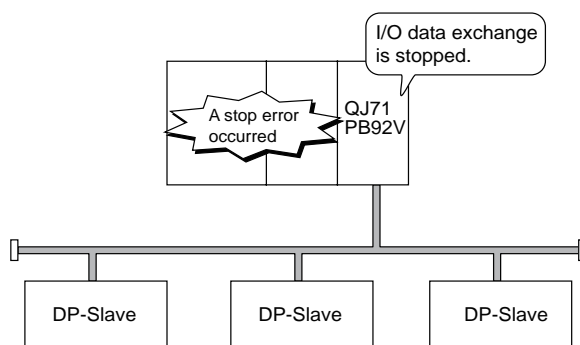 I/O data exchange
is stopped.
A stop error
occurred
QJ71
PB92V
DP-Slave
DP-Slave
DP-Slave